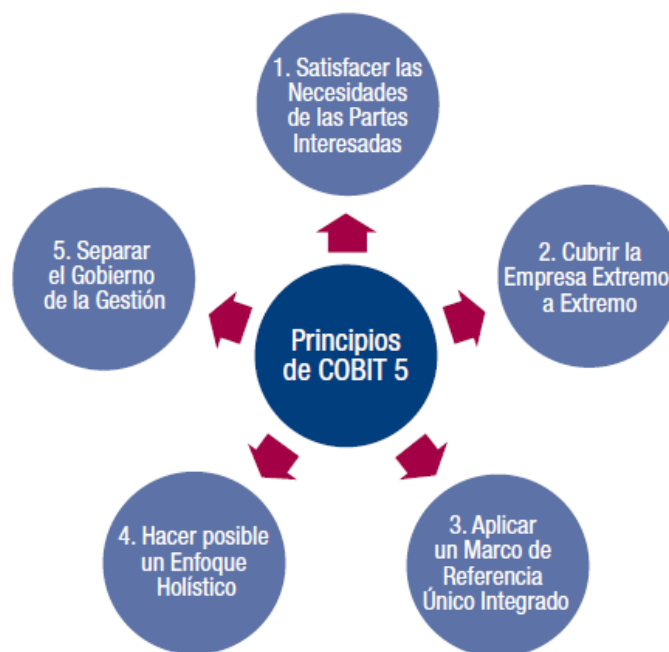 1. Satisfacer las
Necesidades
de las Partes
Interesadas
2. Cubrir la
Empresa Extremo
a Extremo
3. Aplicar
un Marco de
Referencia
Único Integrado
4. Hacer posible
un Enfoque
Holístico
5. Separar
el Gobierno
de la Gestión
Principios
de COBIT 5